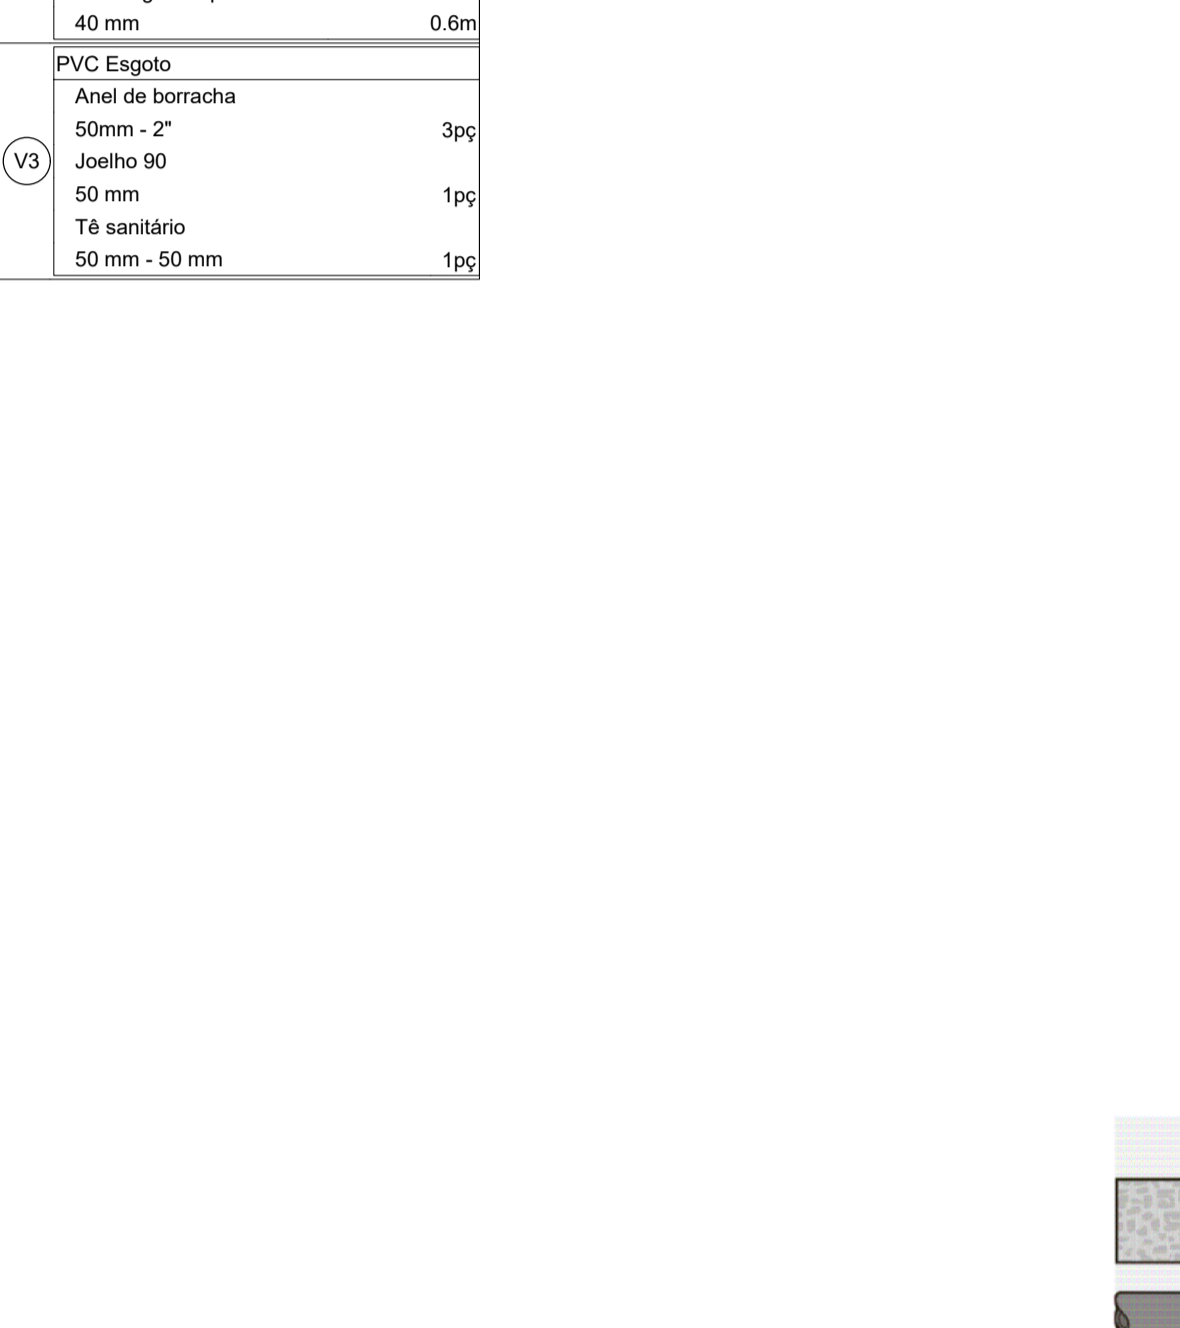 40 mm 0.6m
PVC Esgoto
Anel de borracha
50mm - 2" 3pç
V3 Joelho 90
50 mm 1pç
Tê sanitário
50 mm - 50 mm 1pç